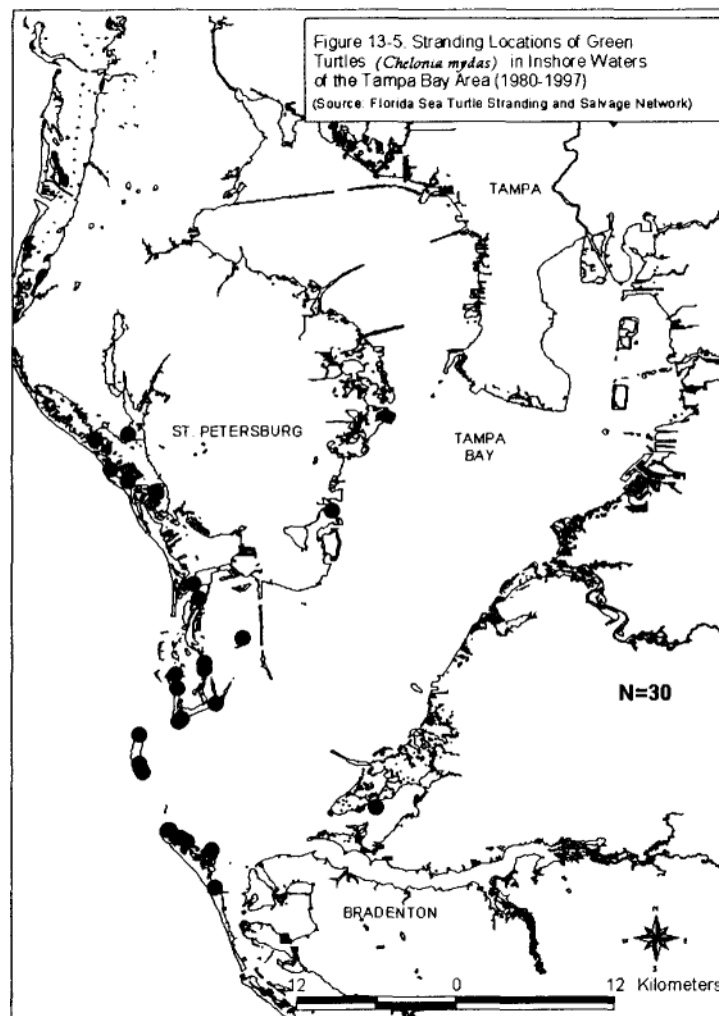 Figure 13-5. Stranding Locations of Green
Turtles (Chelonia mydas) in Inshore Waters
of the Tampa Bay Area (1980-1997)
(Source: Florida Sea Turtle Stranding and Salvage Network)
TAMPA
ST. PETERSBURG
TAMPA
BAY
N=30
BRADENTON
N
W E
S
12 0 12 Kilometers